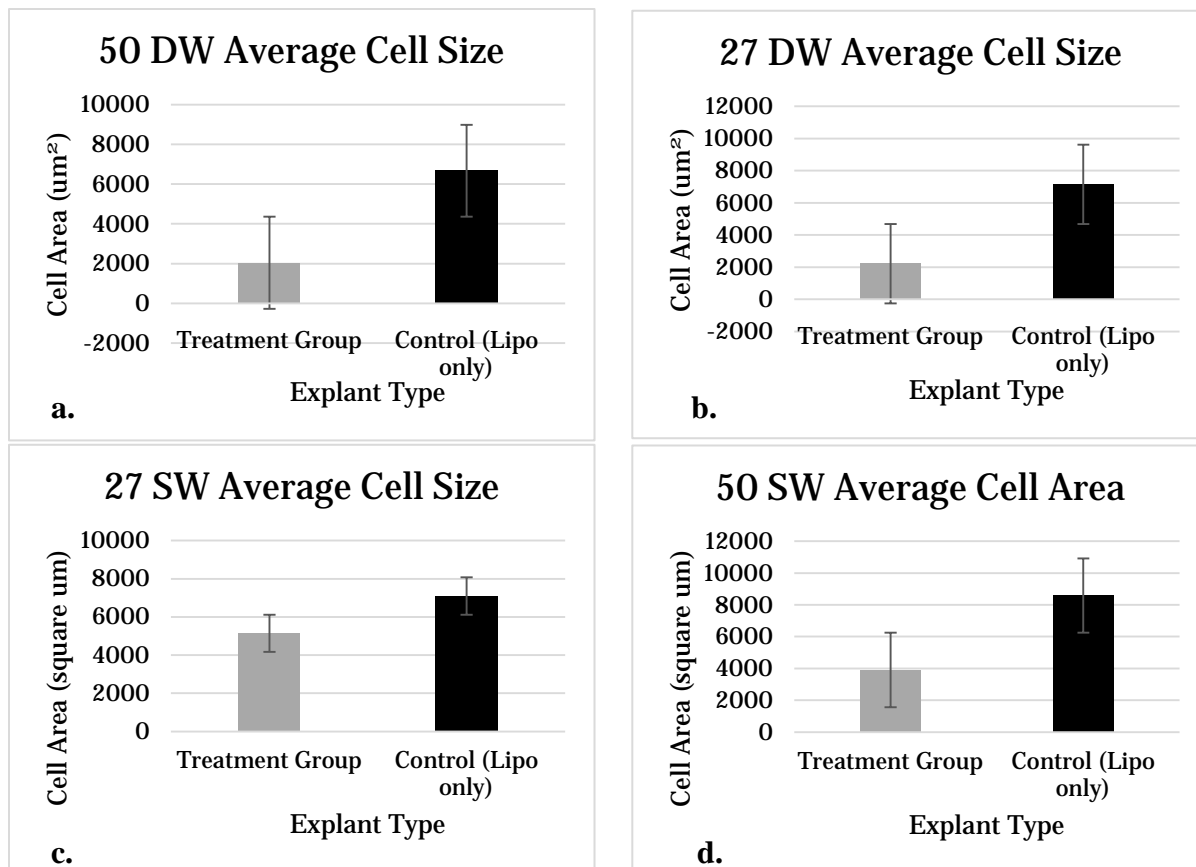 50 DW Average Cell Size
Cell Area (um²)
10000
8000
6000
4000
2000
0
-2000
Treatment Group
Control (Lipo
only)
Explant Type
a.
27 DW Average Cell Size
Cell Area (um²)
12000
10000
8000
6000
4000
2000
0
-2000
Treatment Group
Control (Lipo
only)
Explant Type
b.
27 SW Average Cell Size
Cell Area (square um)
10000
8000
6000
4000
2000
0
Treatment Group
Control (Lipo
only)
Explant Type
c.
50 SW Average Cell Area
Cell Area (square um)
12000
10000
8000
6000
4000
2000
0
Treatment Group
Control (Lipo
only)
Explant Type
d.